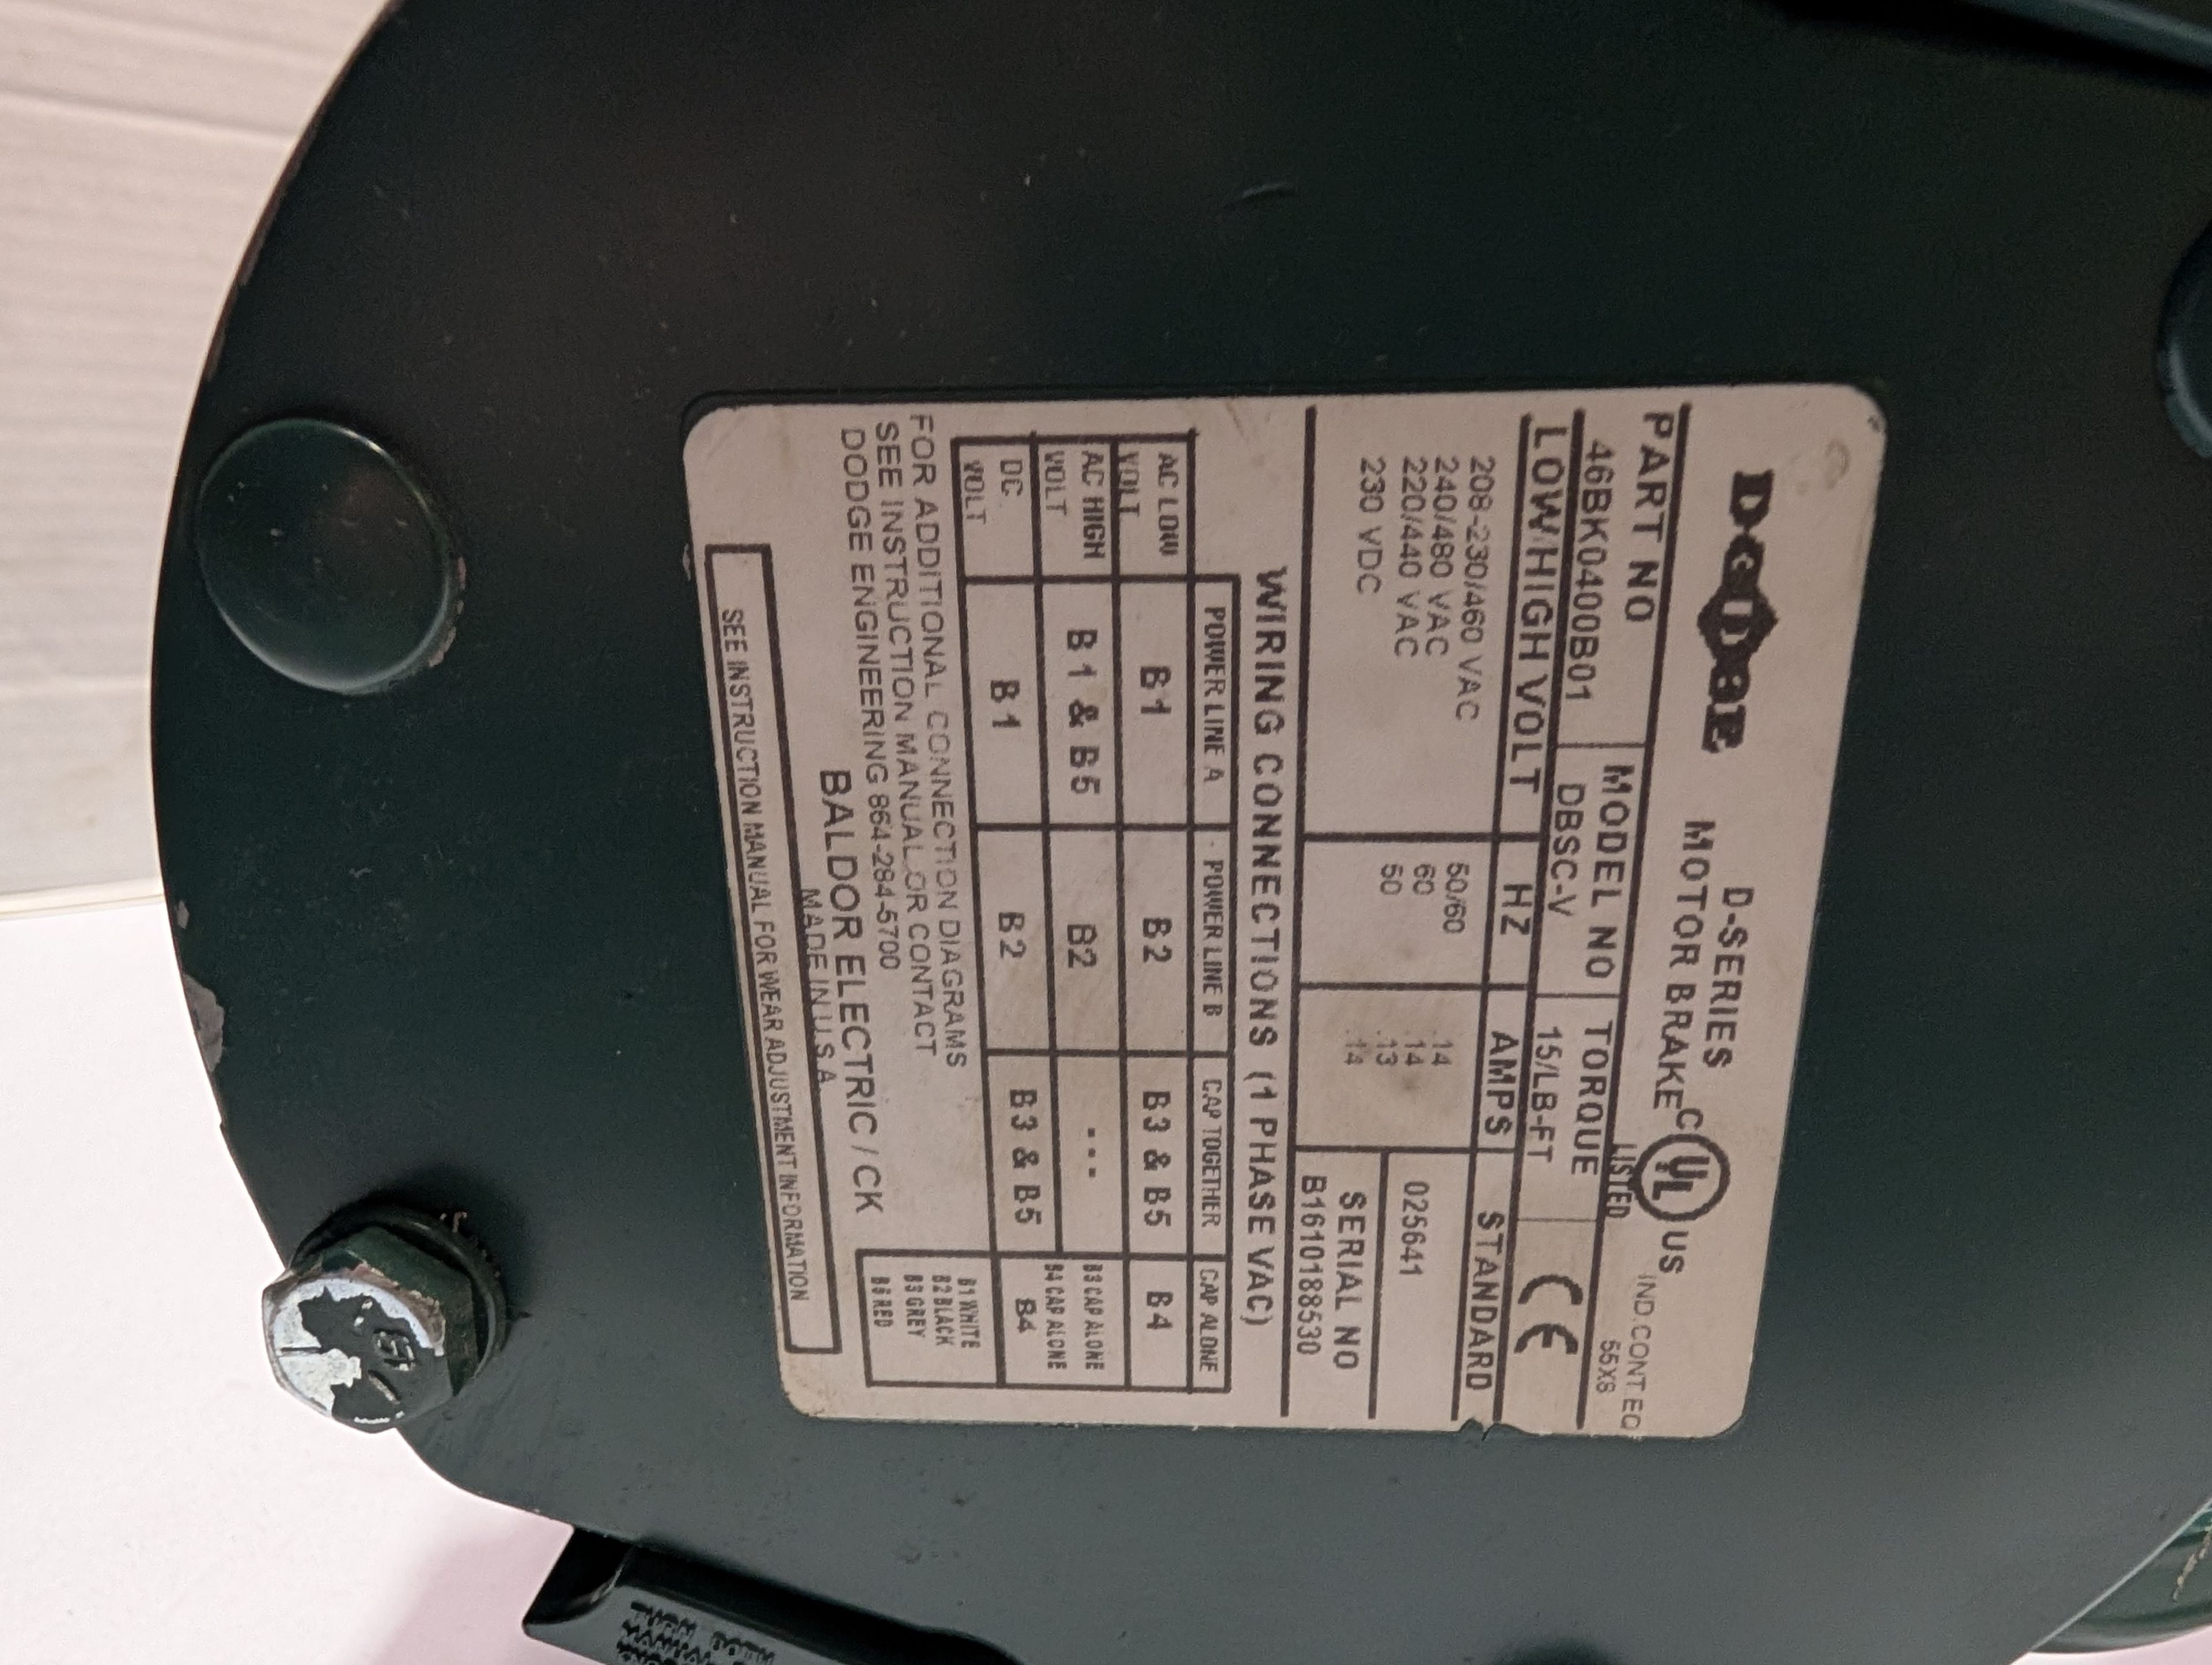 D-SERIES
MOTOR BRAKE
C UL US
LISTED
IND.CONT.EQ
55X8
PART NO MODEL NO TORQUE
46BK0400B01 DBSC-V 15/LB-FT CE
LOW/HIGH VOLT HZ AMPS STANDARD
208-230/460 VAC 50/60 14 025641
240/480 VAC 60 14
220/440 VAC 50 13 SERIAL NO
230 VDC 14 B1610188530
WIRING CONNECTIONS (1 PHASE VAC)
POWER LINE A POWER LINE B CAP TOGETHER CAP ALONE
AC LOW VOLT B1 B2 B3 & B5 B4
AC HIGH VOLT B1 & B5 B2 --- B3 CAP ALONE
B4 CAP ALONE
DC VOLT B1 B2 B3 & B5 B4
FOR ADDITIONAL CONNECTION DIAGRAMS
SEE INSTRUCTION MANUAL OR CONTACT
DODGE ENGINEERING 864-284-5700
B1 WHITE
B2 BLACK
B3 GREY
B5 RED
BALDOR ELECTRIC / CK
MADE IN U.S.A.
SEE INSTRUCTION MANUAL FOR WEAR ADJUSTMENT INFORMATION